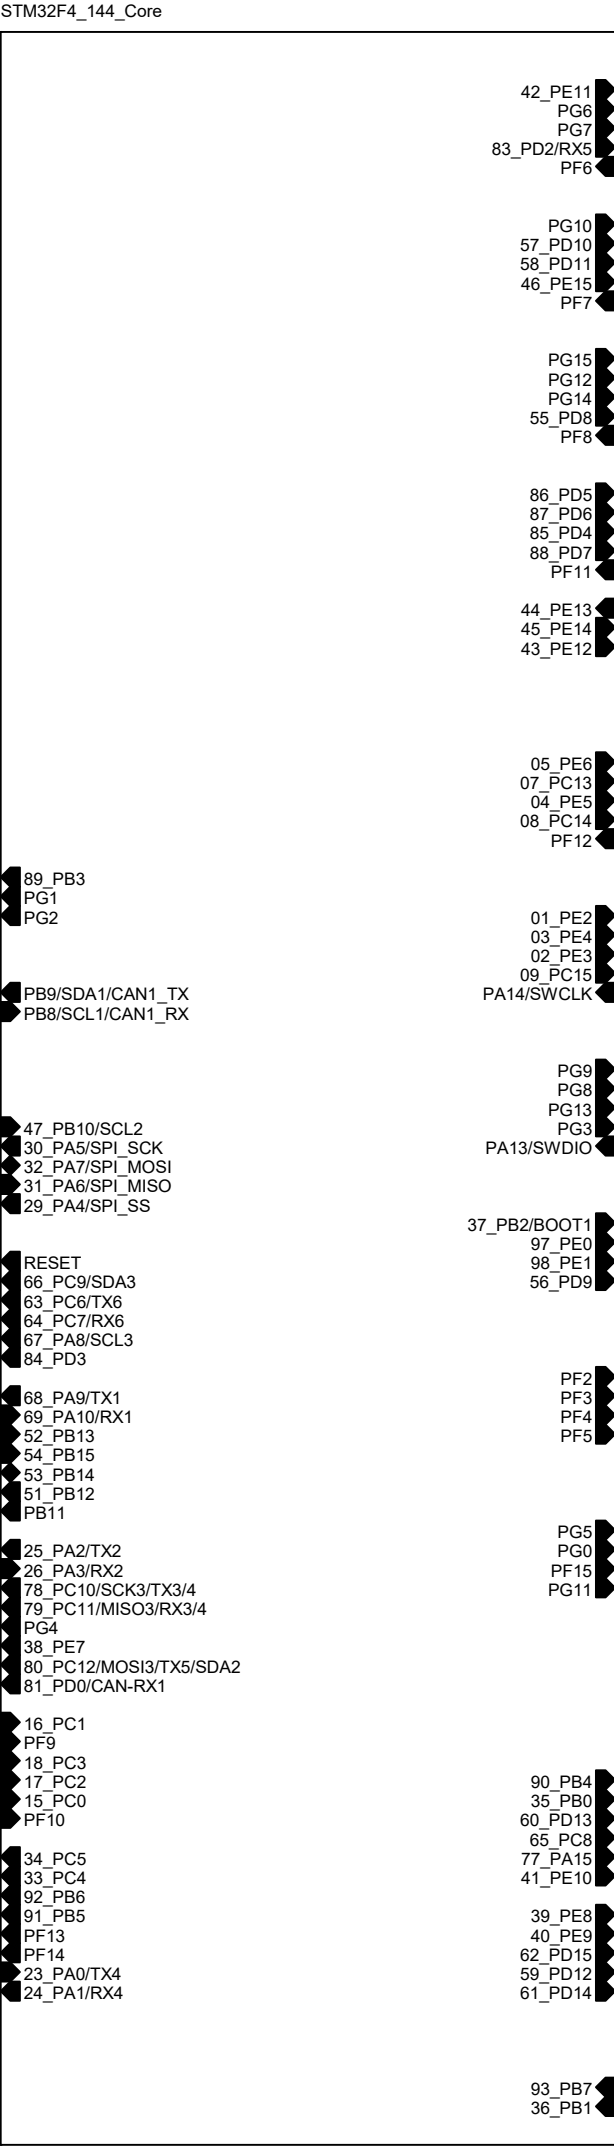 STM32F4_144_Core
42_PE11
PG6
PG7
83_PD2/RX5
PF6
PG10
57_PD10
58_PD11
46_PE15
PF7
PG15
PG12
PG14
55_PD8
PF8
86_PD5
87_PD6
85_PD4
88_PD7
PF11
44_PE13
45_PE14
43_PE12
05_PE6
07_PC13
04_PE5
08_PC14
PF12
89_PB3
PG1
PG2
01_PE2
03_PE4
02_PE3
09_PC15
PB9/SDA1/CAN1_TX
PA14/SWCLK
PB8/SCL1/CAN1_RX
PG9
PG8
PG13
47_PB10/SCL2
PG3
30_PA5/SPI_SCK
PA13/SWDIO
32_PA7/SPI_MOSI
31_PA6/SPI_MISO
29_PA4/SPI_SS
37_PB2/BOOT1
97_PE0
RESET
98_PE1
66_PC9/SDA3
56_PD9
63_PC6/TX6
64_PC7/RX6
67_PA8/SCL3
84_PD3
PF2
68_PA9/TX1
PF3
69_PA10/RX1
PF4
52_PB13
PF5
54_PB15
53_PB14
51_PB12
PB11
PG5
25_PA2/TX2
PG0
26_PA3/RX2
PF15
78_PC10/SCK3/TX3/4
PG11
79_PC11/MISO3/RX3/4
PG4
38_PE7
80_PC12/MOSI3/TX5/SDA2
81_PD0/CAN-RX1
16_PC1
PF9
18_PC3
17_PC2
90_PB4
15_PC0
35_PB0
PF10
60_PD13
65_PC8
34_PC5
77_PA15
33_PC4
41_PE10
92_PB6
91_PB5
39_PE8
PF13
40_PE9
PF14
62_PD15
23_PA0/TX4
59_PD12
24_PA1/RX4
61_PD14
93_PB7
36_PB1